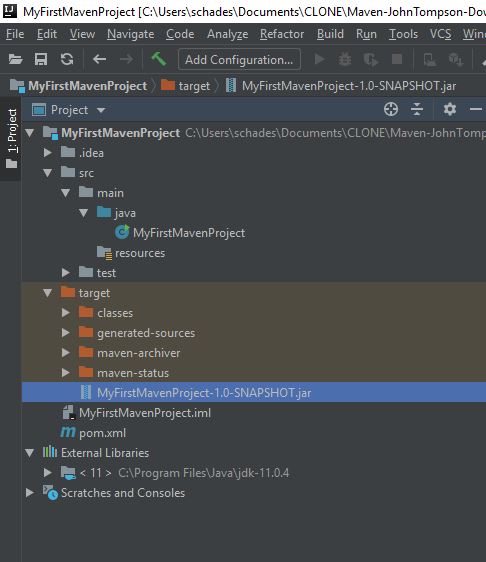 MyFirstMavenProject [C:\Users\schades\Documents\CLONE\Maven-JohnTompson-Dow
File Edit View Navigate Code Analyze Refactor Build Run Tools VCS Window
Add Configuration...
MyFirstMavenProject target MyFirstMavenProject-1.0-SNAPSHOT.jar
1: Project
Project
MyFirstMavenProject C:\Users\schades\Documents\CLONE\Maven-JohnTomps
.idea
src
main
java
MyFirstMavenProject
resources
test
target
classes
generated-sources
maven-archiver
maven-status
MyFirstMavenProject-1.0-SNAPSHOT.jar
MyFirstMavenProject.iml
pom.xml
External Libraries
< 11 > C:\Program Files\Java\jdk-11.0.4
Scratches and Consoles